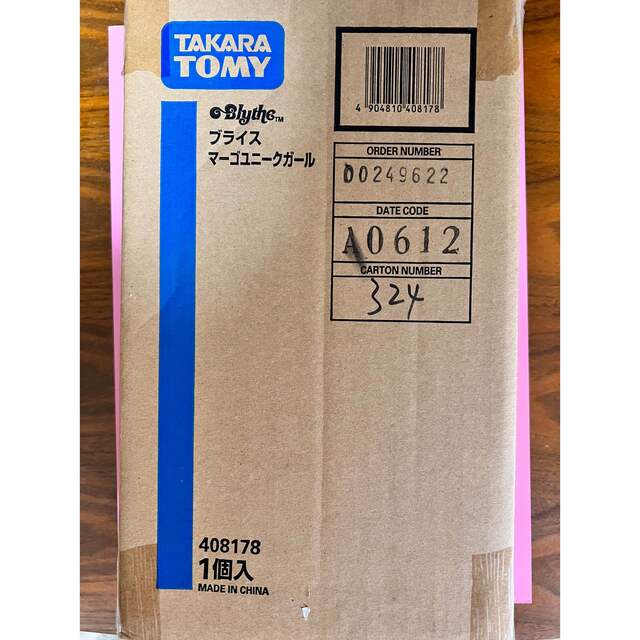 TAKARA
TOMY
Blythe™
ブライス
マーゴユニークガール
4 904810 408178
ORDER NUMBER
00249622
DATE CODE
A0612
CARTON NUMBER
324
408178
1個入
MADE IN CHINA